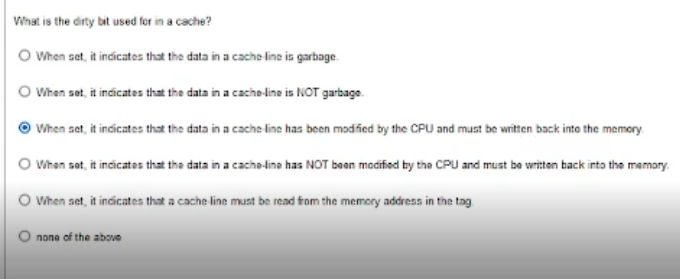 What is the dirty bit used for in a cache?
When set, it indicates that the data in a cache-line is garbage.
When set, it indicates that the data in a cache-line is NOT garbage.
When set, it indicates that the data in a cache-line has been modified by the CPU and must be written back into the memory.
When set, it indicates that the data in a cache-line has NOT been modified by the CPU and must be written back into the memory.
When set, it indicates that a cache-line must be read from the memory address in the tag.
none of the above